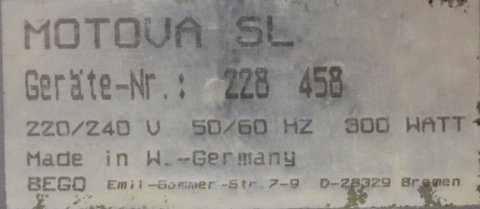 MOTOVA SL
Geräte-Nr.: 228 458
220/240 V 50/60 HZ 300 WATT
Made in W.-Germany
BEGO Emil-Sommer-Str.7-9 D-28329 Bremen